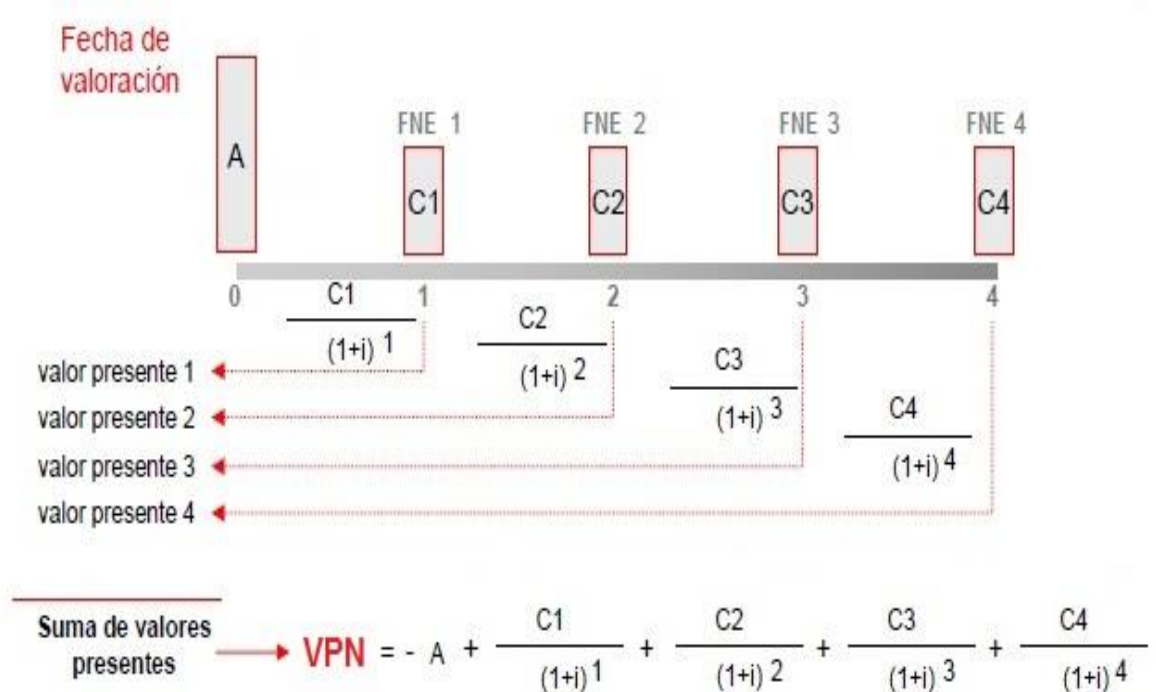 Fecha de
valoración
A
FNE 1 FNE 2 FNE 3 FNE 4
C1 C2 C3 C4
0 1 2 3 4
C1
(1+i) 1
C2
(1+i) 2
C3
(1+i) 3
C4
(1+i) 4
valor presente 1
valor presente 2
valor presente 3
valor presente 4
Suma de valores
presentes
VPN = - A + C1 + C2 + C3 + C4
(1+i) 1 (1+i) 2 (1+i) 3 (1+i) 4